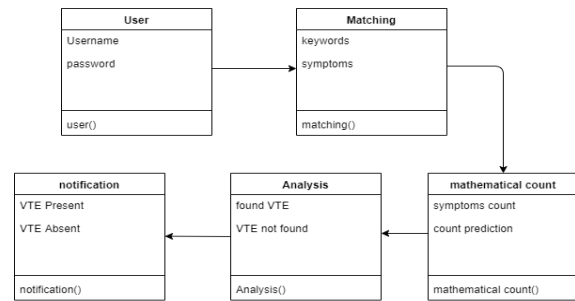 User
Username
password
user()
Matching
keywords
symptoms
matching()
notification
VTE Present
VTE Absent
notification()
Analysis
found VTE
VTE not found
Analysis()
mathematical count
symptoms count
count prediction
mathematical count()